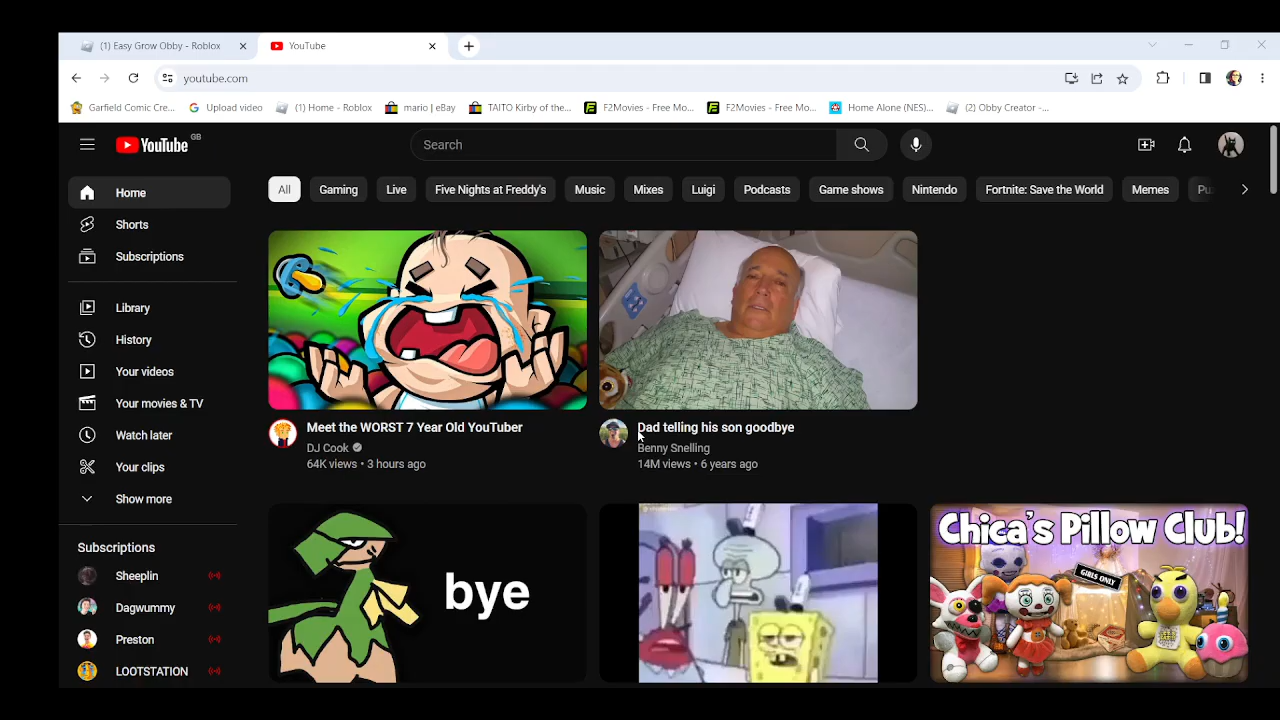 (1) Easy Grow Obby - Roblox
YouTube
youtube.com
Garfield Comic Cre...
Upload video
(1) Home - Roblox
mario | eBay
TAITO Kirby of the...
F2Movies - Free Mo...
F2Movies - Free Mo...
Home Alone (NES)...
(2) Obby Creator -...
YouTube GB
Search
Home
Shorts
Subscriptions
Library
History
Your videos
Your movies & TV
Watch later
Your clips
Show more
Subscriptions
Sheeplin
Dagwummy
Preston
LOOTSTATION
All
Gaming
Live
Five Nights at Freddy's
Music
Mixes
Luigi
Podcasts
Game shows
Nintendo
Fortnite: Save the World
Memes
Meet the WORST 7 Year Old YouTuber
DJ Cook
64K views • 3 hours ago
Dad telling his son goodbye
Benny Snelling
14M views • 6 years ago
bye
Chica's Pillow Club!
GIRLS ONLY